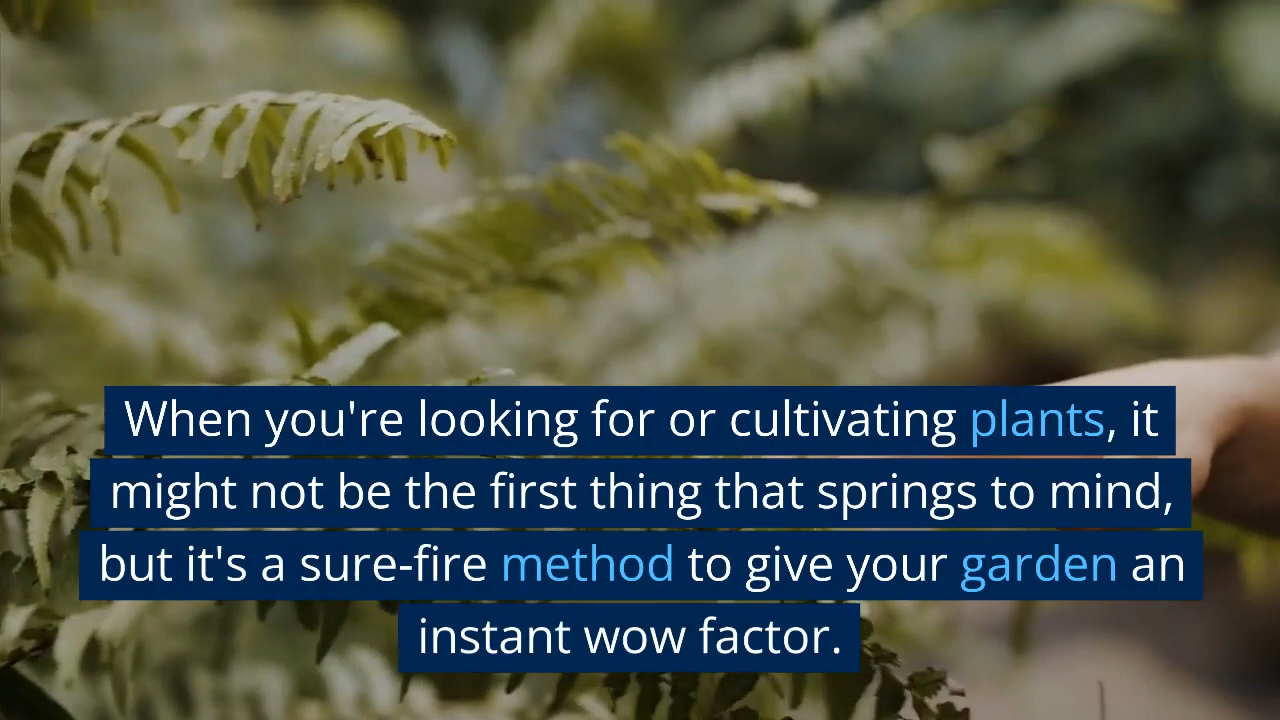 When you're looking for or cultivating plants, it
might not be the first thing that springs to mind,
but it's a sure-fire method to give your garden an
instant wow factor.